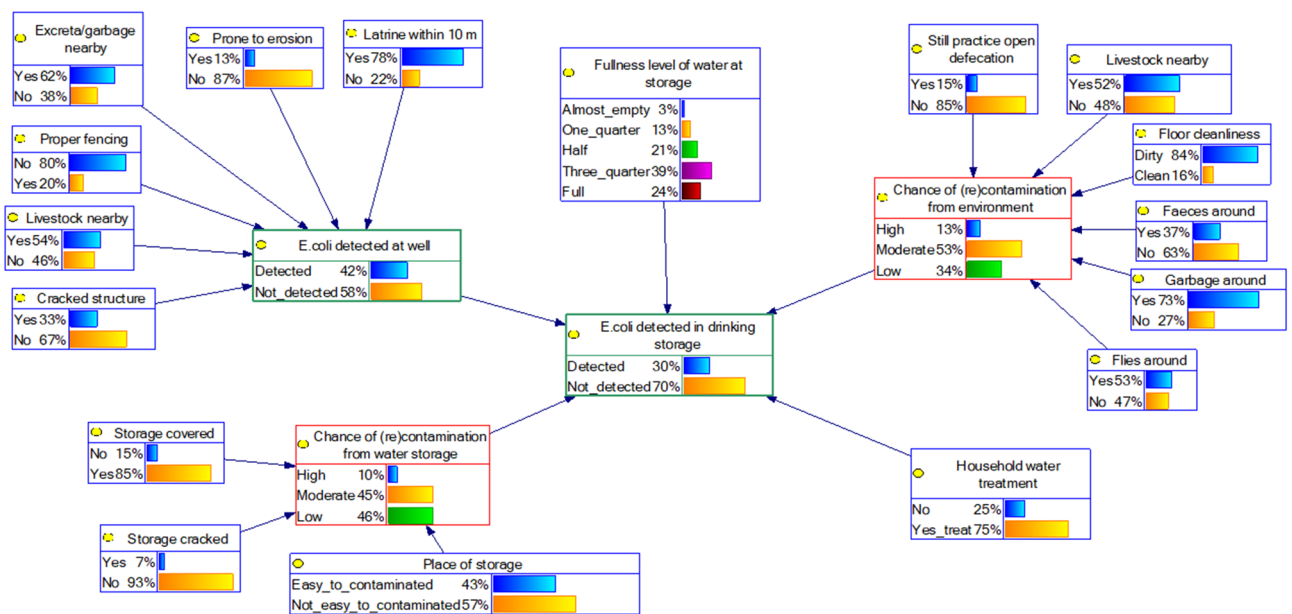 Excreta/garbage
nearby
Yes 62%
No 38%
Prone to erosion
Yes 13%
No 87%
Latrine within 10 m
Yes 78%
No 22%
Proper fencing
No 80%
Yes 20%
Livestock nearby
Yes 54%
No 46%
Cracked structure
Yes 33%
No 67%
E.coli detected at well
Detected 42%
Not_detected 58%
Fullness level of water at
storage
Almost_empty 3%
One_quarter 13%
Half 21%
Three_quarter 39%
Full 24%
Still practice open
defecation
Yes 15%
No 85%
Livestock nearby
Yes 52%
No 48%
Floor cleanliness
Dirty 84%
Clean 16%
Chance of (re)contamination
from environment
High 13%
Moderate 53%
Low 34%
Faeces around
Yes 37%
No 63%
Garbage around
Yes 73%
No 27%
Flies around
Yes 53%
No 47%
E.coli detected in drinking
storage
Detected 30%
Not_detected 70%
Storage covered
No 15%
Yes 85%
Chance of (re)contamination
from water storage
High 10%
Moderate 45%
Low 46%
Storage cracked
Yes 7%
No 93%
Place of storage
Easy_to_contaminated 43%
Not_easy_to_contaminated 57%
Household water
treatment
No 25%
Yes_treat 75%